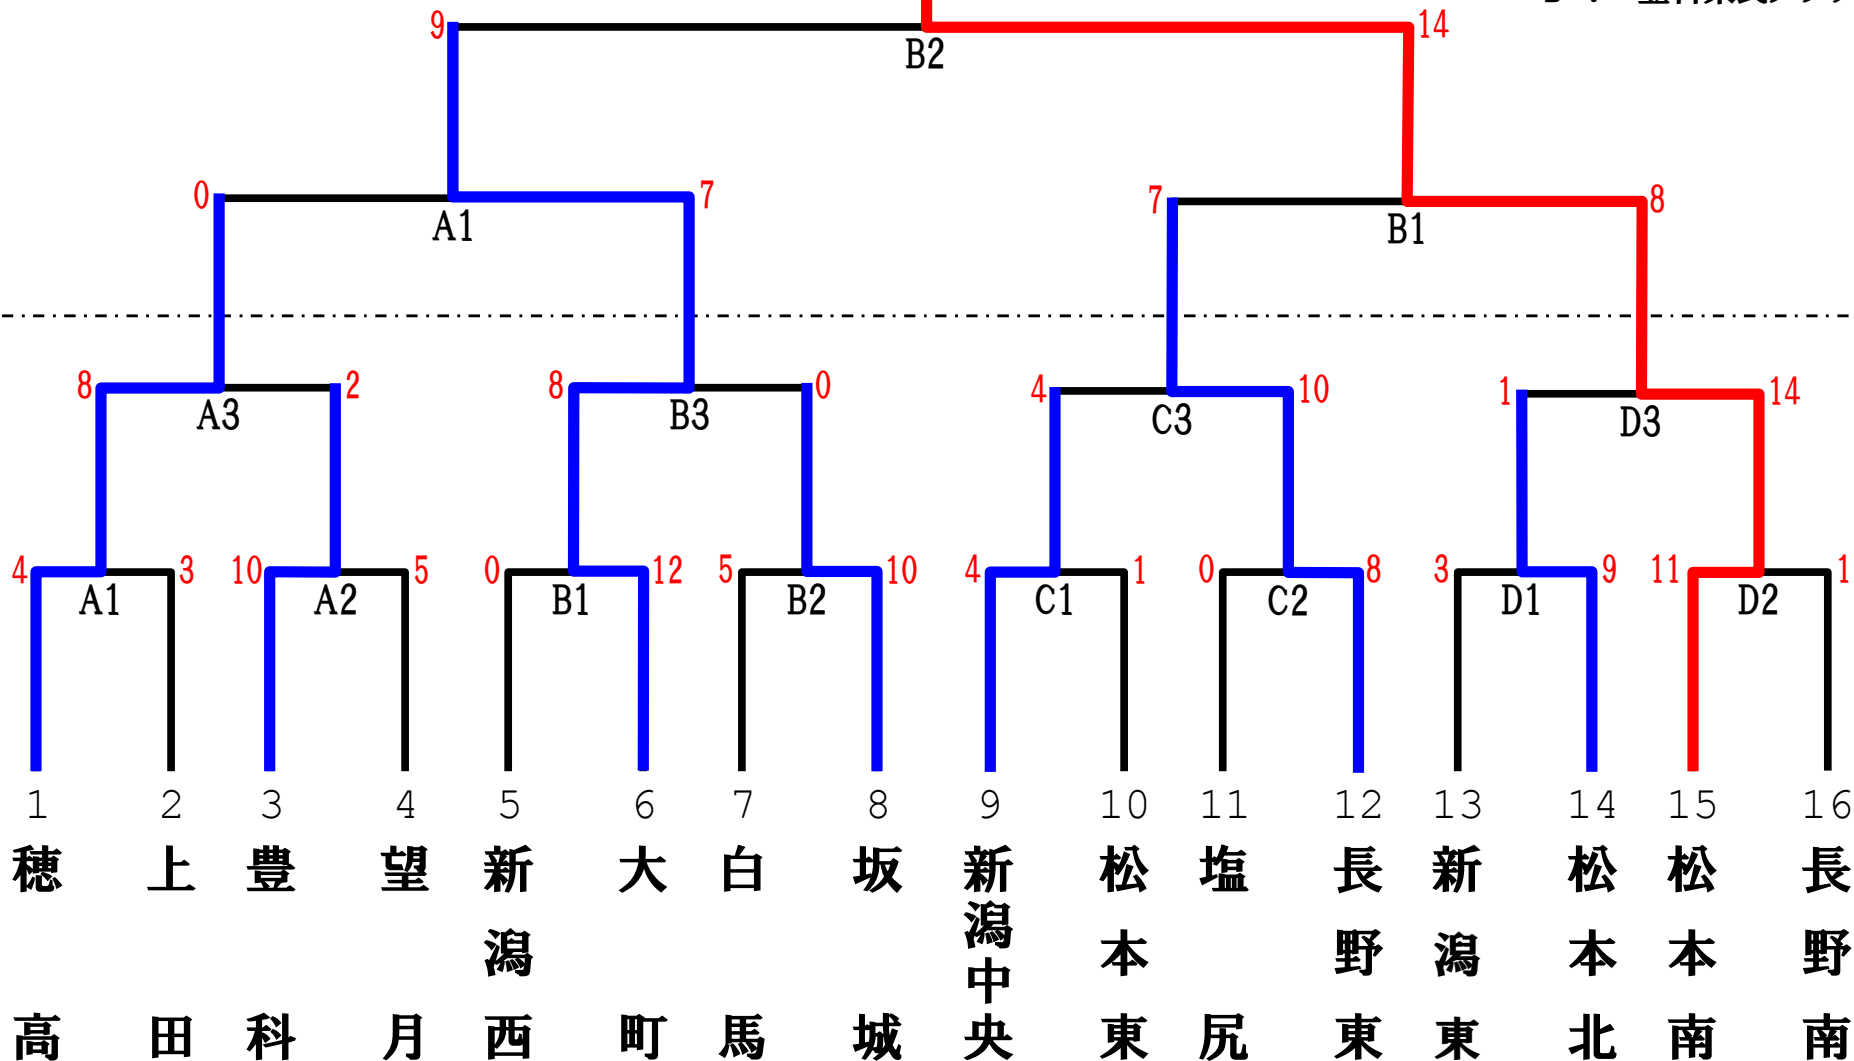 9 14
B2
0 7 7 8
A1 B1
8 2 8 0 4 10 1 14
A3 B3 C3 D3
4 3 10 5 0 12 5 10 4 1 0 8 3 9 11 1
A1 A2 B1 B2 C1 C2 D1 D2
1 2 3 4 5 6 7 8 9 10 11 12 13 14 15 16
穂高
上田
豊科
望月
新潟西
大町
白馬
坂城
新潟中央
松本東
塩尻
長野東
新潟東
松本北
松本南
長野南